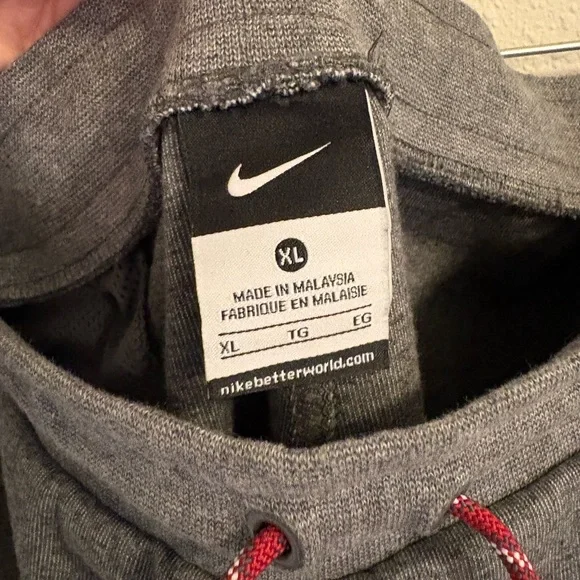 XL
MADE IN MALAYSIA
FABRIQUE EN MALAISIE
XL TG EG
nikebetterworld.com